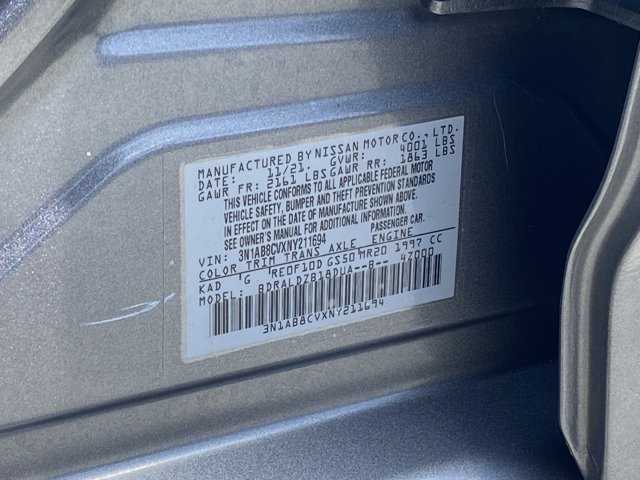 MANUFACTURED BY NISSAN MOTOR CO., LTD.
DATE: 11/21. GVWR: 4001 LBS
GAWR FR: 2161 LBS GAWR RR: 1863 LBS
THIS VEHICLE CONFORMS TO ALL APPLICABLE FEDERAL MOTOR
VEHICLE SAFETY, BUMPER AND THEFT PREVENTION STANDARDS
IN EFFECT ON THE DATE OF MANUFACTURE SHOWN ABOVE.
SEE OWNER'S MANUAL FOR ADDITIONAL INFORMATION.
VIN: 3N1AB8CVXNY211694 PASSENGER CAR.
COLOR TRIM TRANS AXLE ENGINE
KAD 'G 'RE0F10D GS50'MR20 1997 CC
MODEL: BDRALDZB18DUA--B-- 4Z000
3N1AB8CVXNY211694